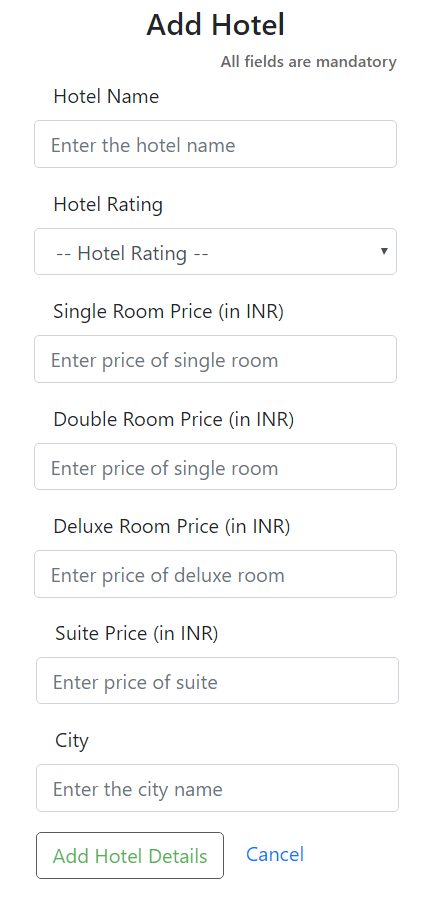 Add Hotel
All fields are mandatory
Hotel Name
Enter the hotel name
Hotel Rating
-- Hotel Rating --
Single Room Price (in INR)
Enter price of single room
Double Room Price (in INR)
Enter price of single room
Deluxe Room Price (in INR)
Enter price of deluxe room
Suite Price (in INR)
Enter price of suite
City
Enter the city name
Add Hotel Details Cancel